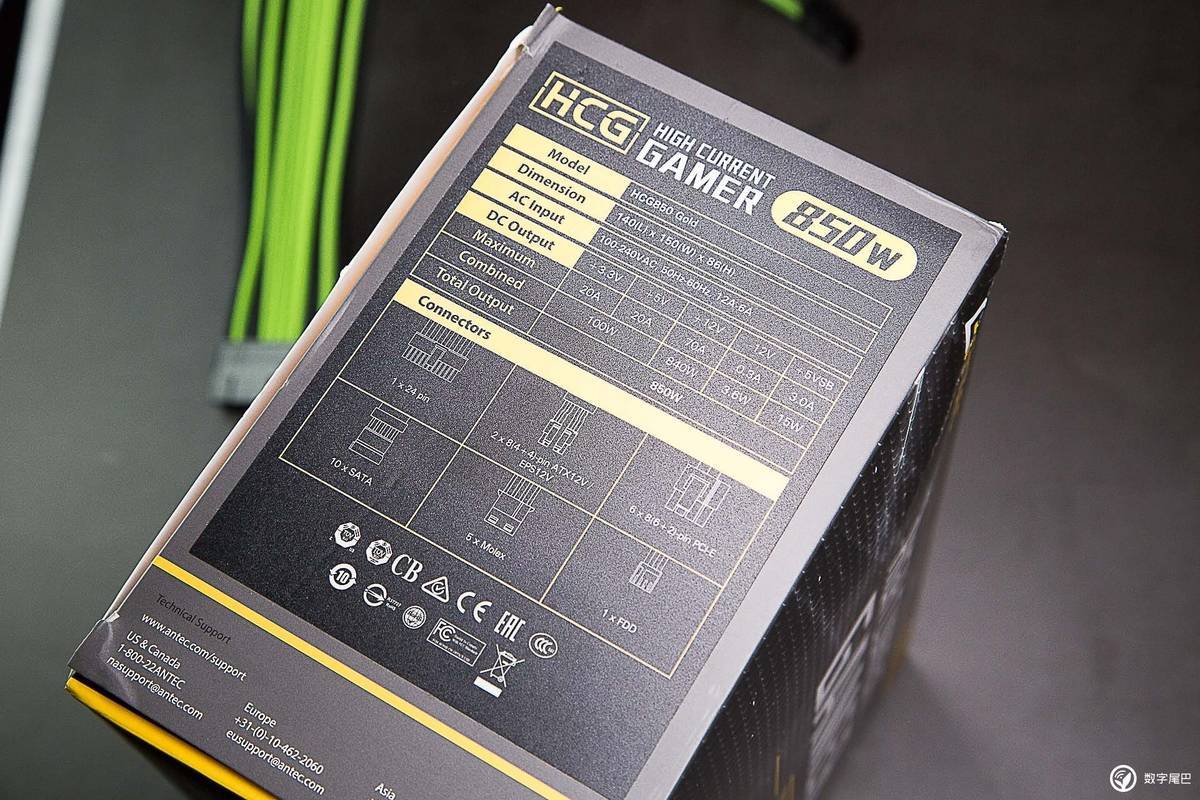 HCG HIGH CURRENT GAMER 850W
Model HCG850 Gold
Dimension 140(L) x 150(W) x 86(H)
AC Input 100-240VAC, 50Hz-60Hz, 12A-6A
DC Output +3.3V +5V +12V -12V +5VSB
Maximum 20A 20A 70A 0.3A 3.0A
Combined 100W 840W 3.6W 15W
Total Output 850W
Connectors
1 x 24 pin
2 x 8(4+4)-pin ATX12V/
EPS12V
6 x 8(6+2)-pin PCI-E
10 x SATA
5 x Molex
1 x FDD
CB CE EAC CCC
10 FC
Technical Support
www.antec.com/support
US & Canada
1-800-22ANTEC
nasupport@antec.com
Europe
+31-(0)-10-462-2060
eusupport@antec.com
Asia
数字尾巴